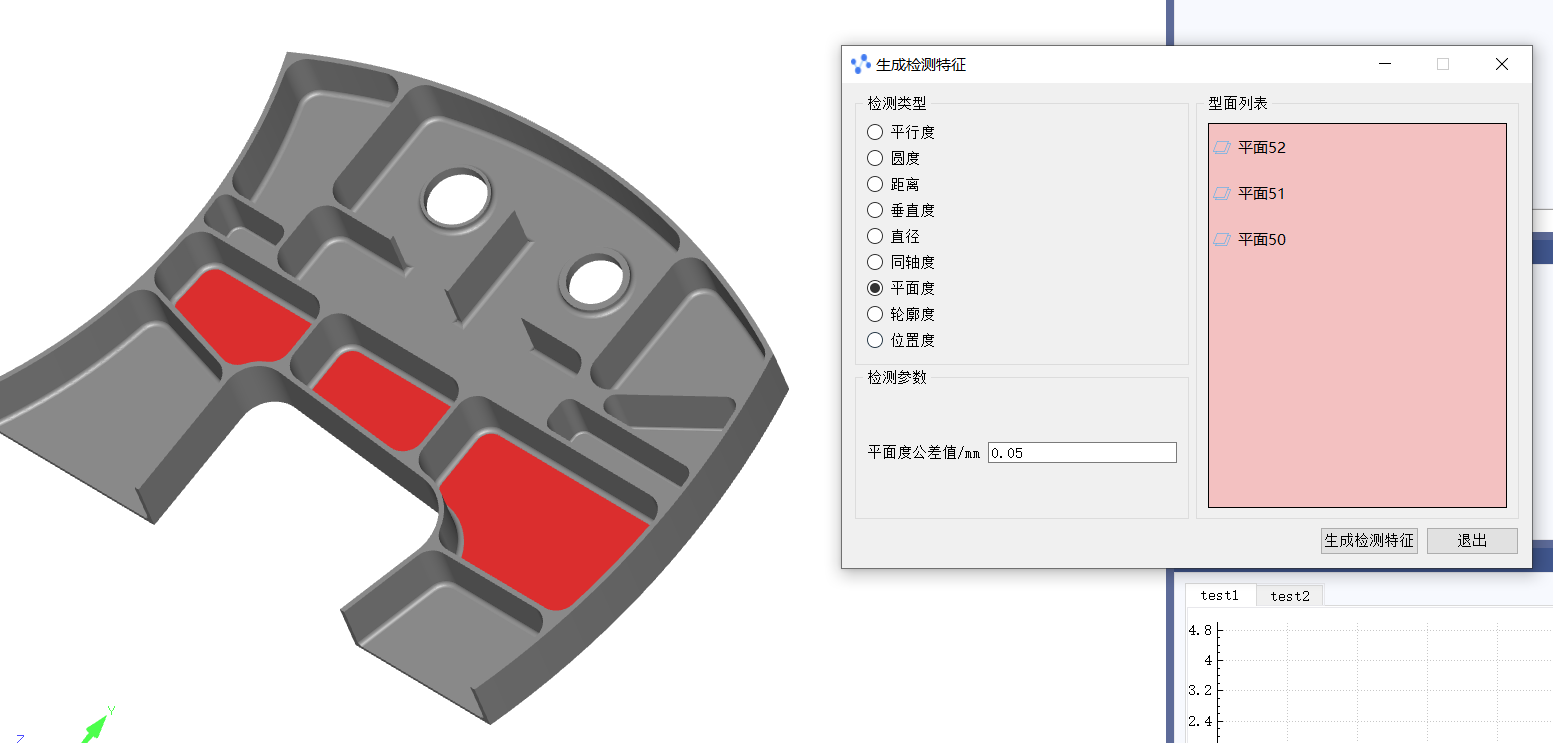 生成检测特征
检测类型
平行度
圆度
距离
垂直度
直径
同轴度
平面度
轮廓度
位置度
检测参数
平面度公差值/mm 0.05
型面列表
平面52
平面51
平面50
生成检测特征 退出
test1 test2
4.8
4
3.2
2.4
Y
Z